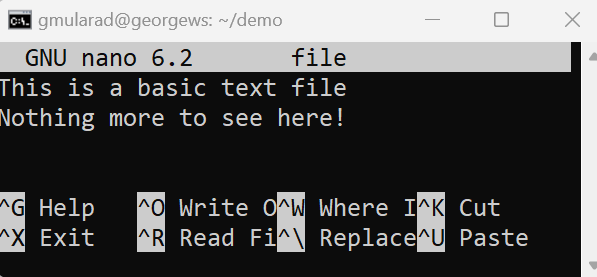 gmularad@georgews: ~/demo
GNU nano 6.2 file
This is a basic text file
Nothing more to see here!
^G Help ^O Write O^W Where I^K Cut
^X Exit ^R Read Fi^\ Replace^U Paste